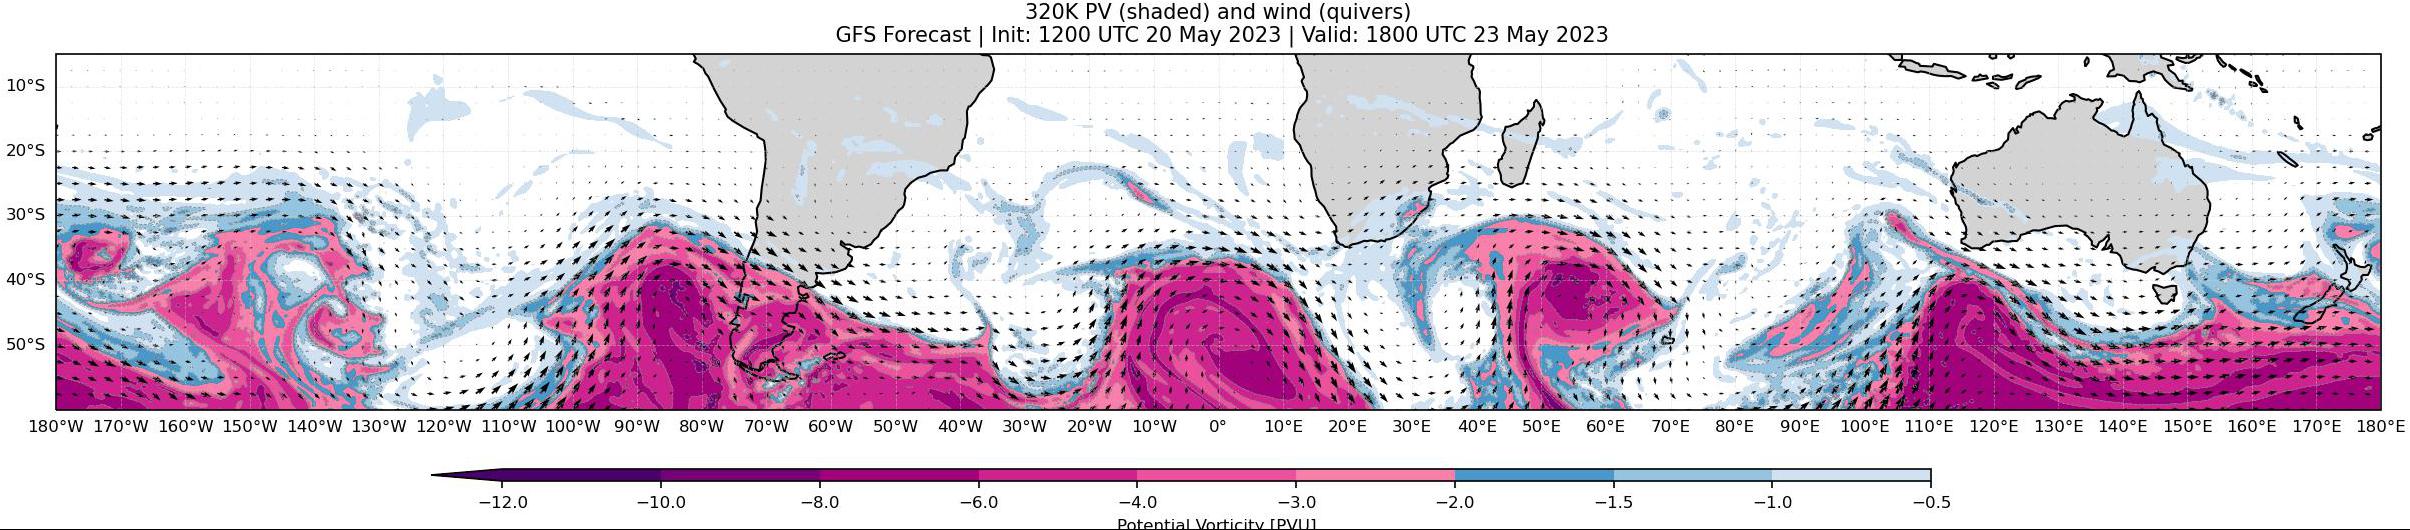 320K PV (shaded) and wind (quivers)
GFS Forecast | Init: 1200 UTC 20 May 2023 | Valid: 1800 UTC 23 May 2023
10°S
20°S
30°S
40°S
50°S
180°W 170°W 160°W 150°W 140°W 130°W 120°W 110°W 100°W 90°W 80°W 70°W 60°W 50°W 40°W 30°W 20°W 10°W 0° 10°E 20°E 30°E 40°E 50°E 60°E 70°E 80°E 90°E 100°E 110°E 120°E 130°E 140°E 150°E 160°E 170°E 180°E
−12.0 −10.0 −8.0 −6.0 −4.0 −3.0 −2.0 −1.5 −1.0 −0.5
Potential Vorticity [PVU]